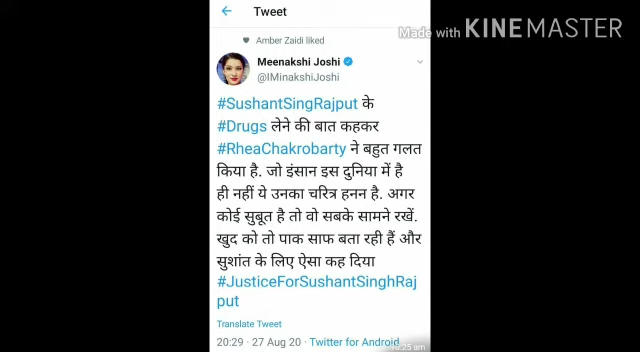 Tweet
Made with KINEMASTER
Amber Zaidi liked
Meenakshi Joshi
@IMinakshiJoshi
#SushantSingRajput के
#Drugs लेने की बात कहकर
#RheaChakrobarty ने बहुत गलत
किया है. जो इंसान इस दुनिया में है
ही नहीं ये उनका चरित्र हनन है. अगर
कोई सुबूत है तो वो सबके सामने रखें.
खुद को तो पाक साफ बता रही हैं और
सुशांत के लिए ऐसा कह दिया
#JusticeForSushantSinghRaj
put
Translate Tweet
20:29 · 27 Aug 20 · Twitter for Android